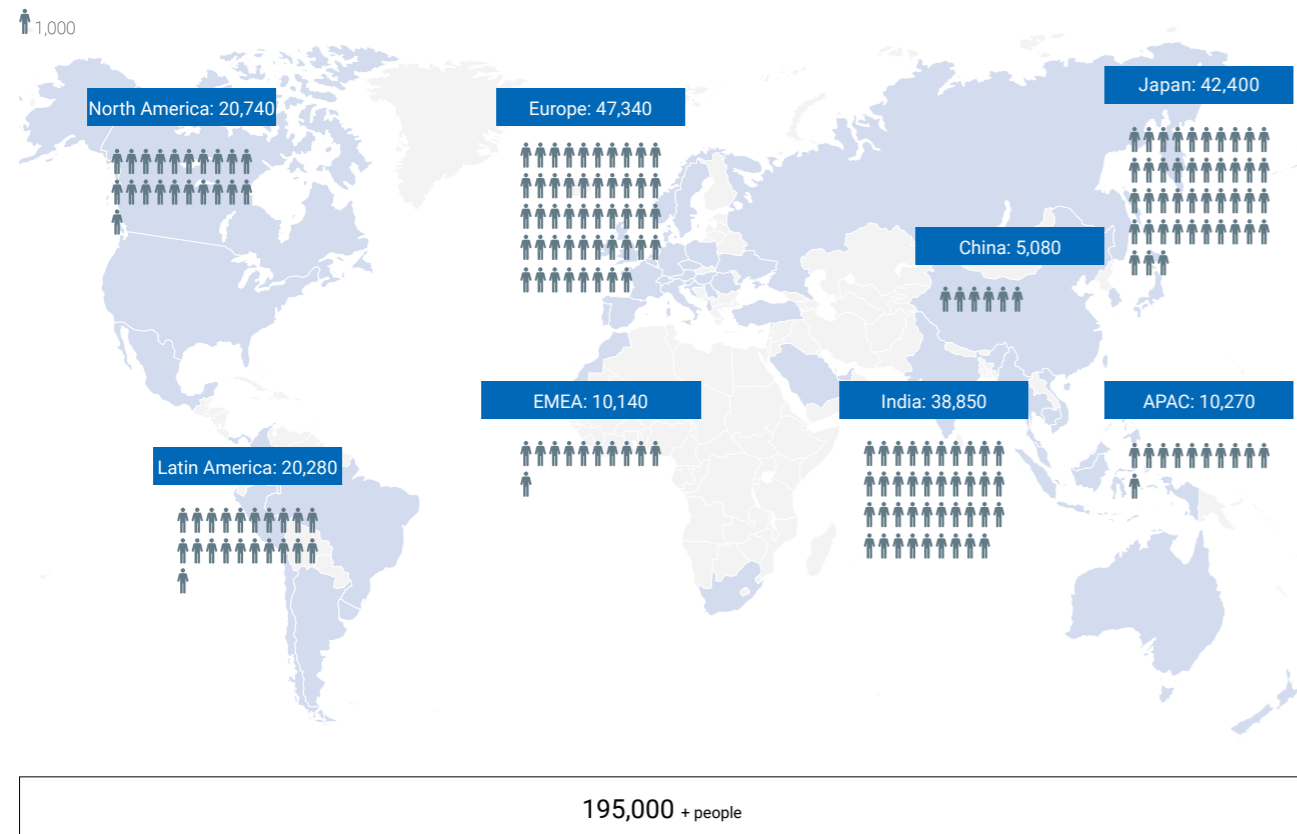 1,000
North America: 20,740
Europe: 47,340
Japan: 42,400
China: 5,080
EMEA: 10,140
India: 38,850
APAC: 10,270
Latin America: 20,280
195,000 + people